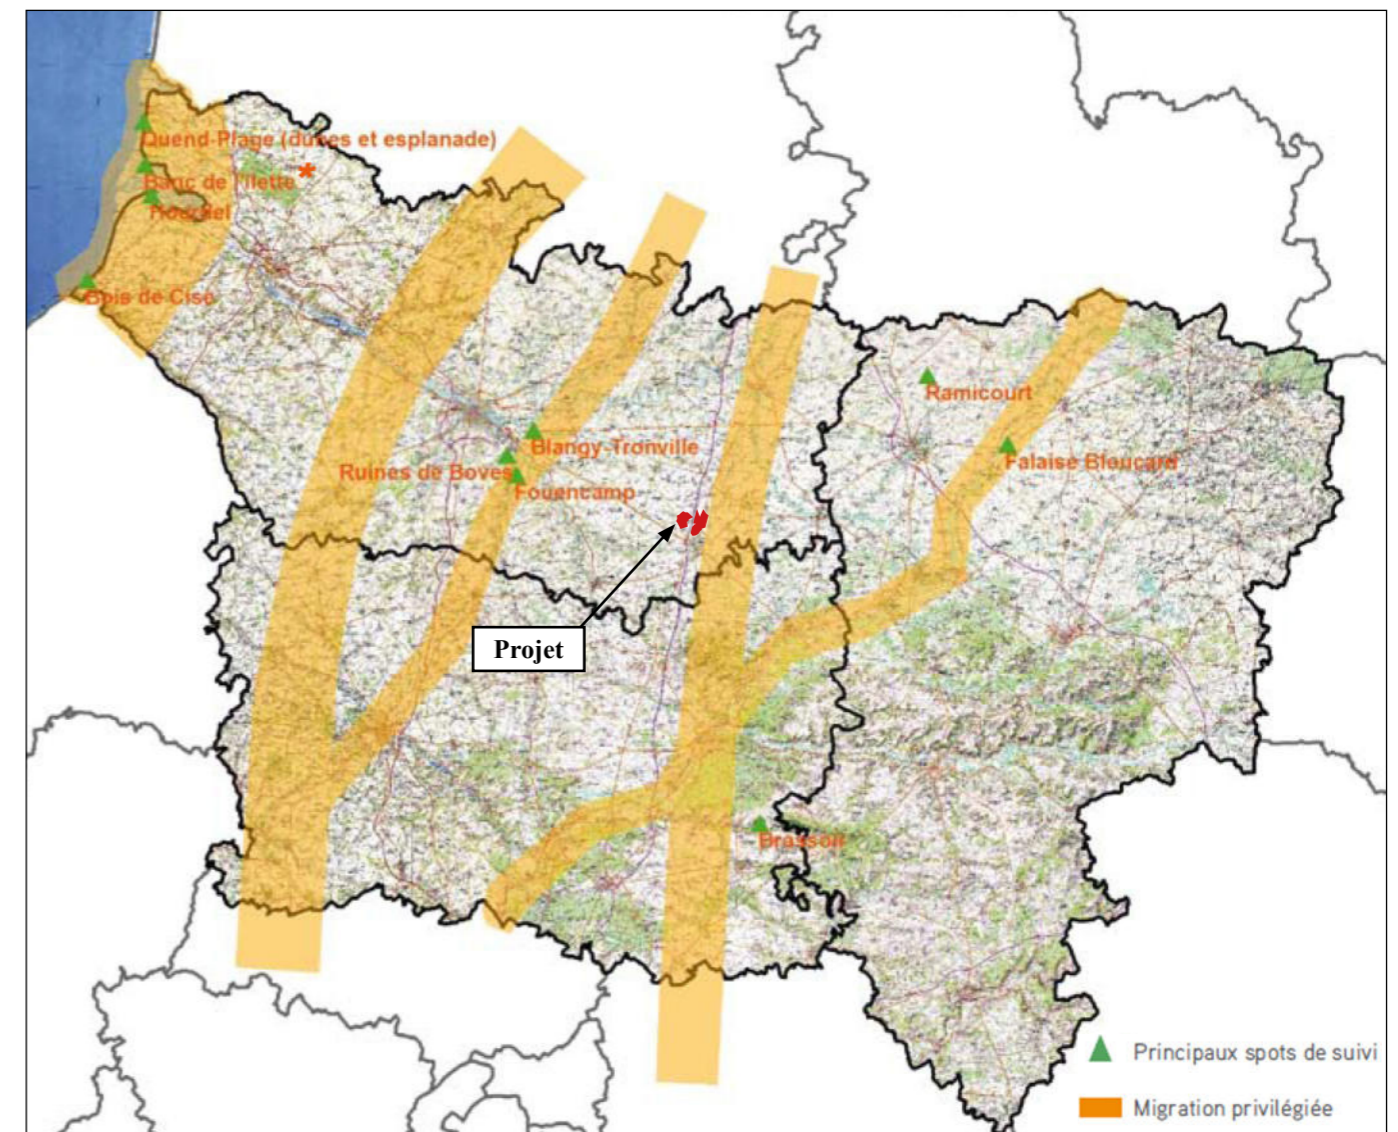 Quend-Plage (dunes et esplanade)
Banc de l'Ilette
Hourdel
Bois de Cise
Ramicourt
Blangy-Tronville
Falaise Bloucard
Ruines de Boves
Fouencamp
Projet
Brassoir
Principaux spots de suivi
Migration privilégiée